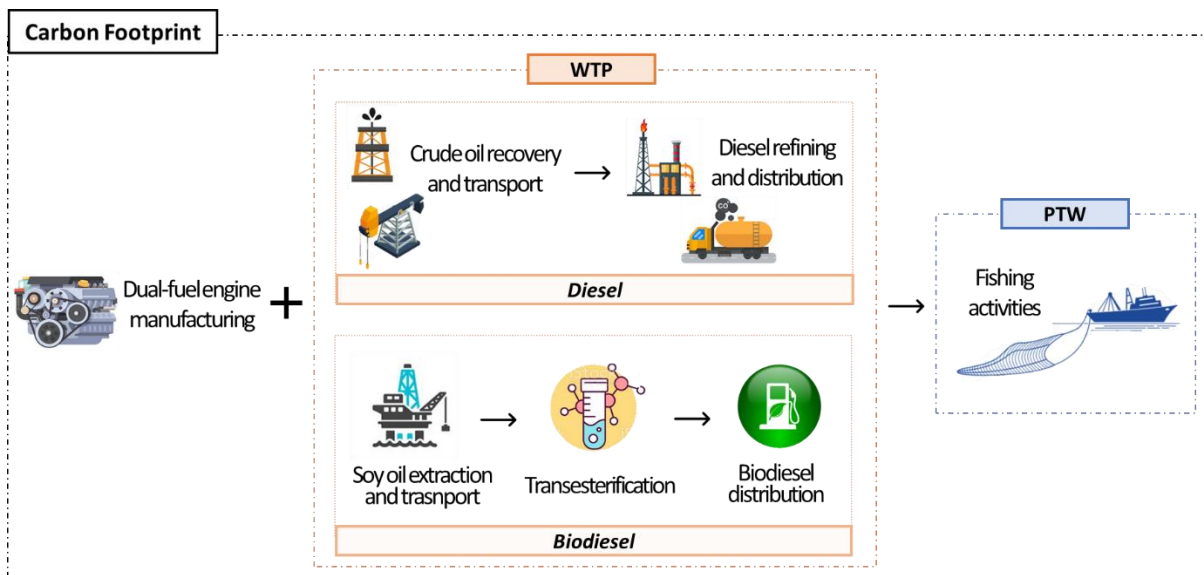 Carbon Footprint
WTP
Crude oil recovery
and transport
Diesel refining
and distribution
CO
Diesel
PTW
Dual-fuel engine
manufacturing
+
Fishing
activities
Soy oil extraction
and trasnport
Transesterification
Biodiesel
distribution
Biodiesel